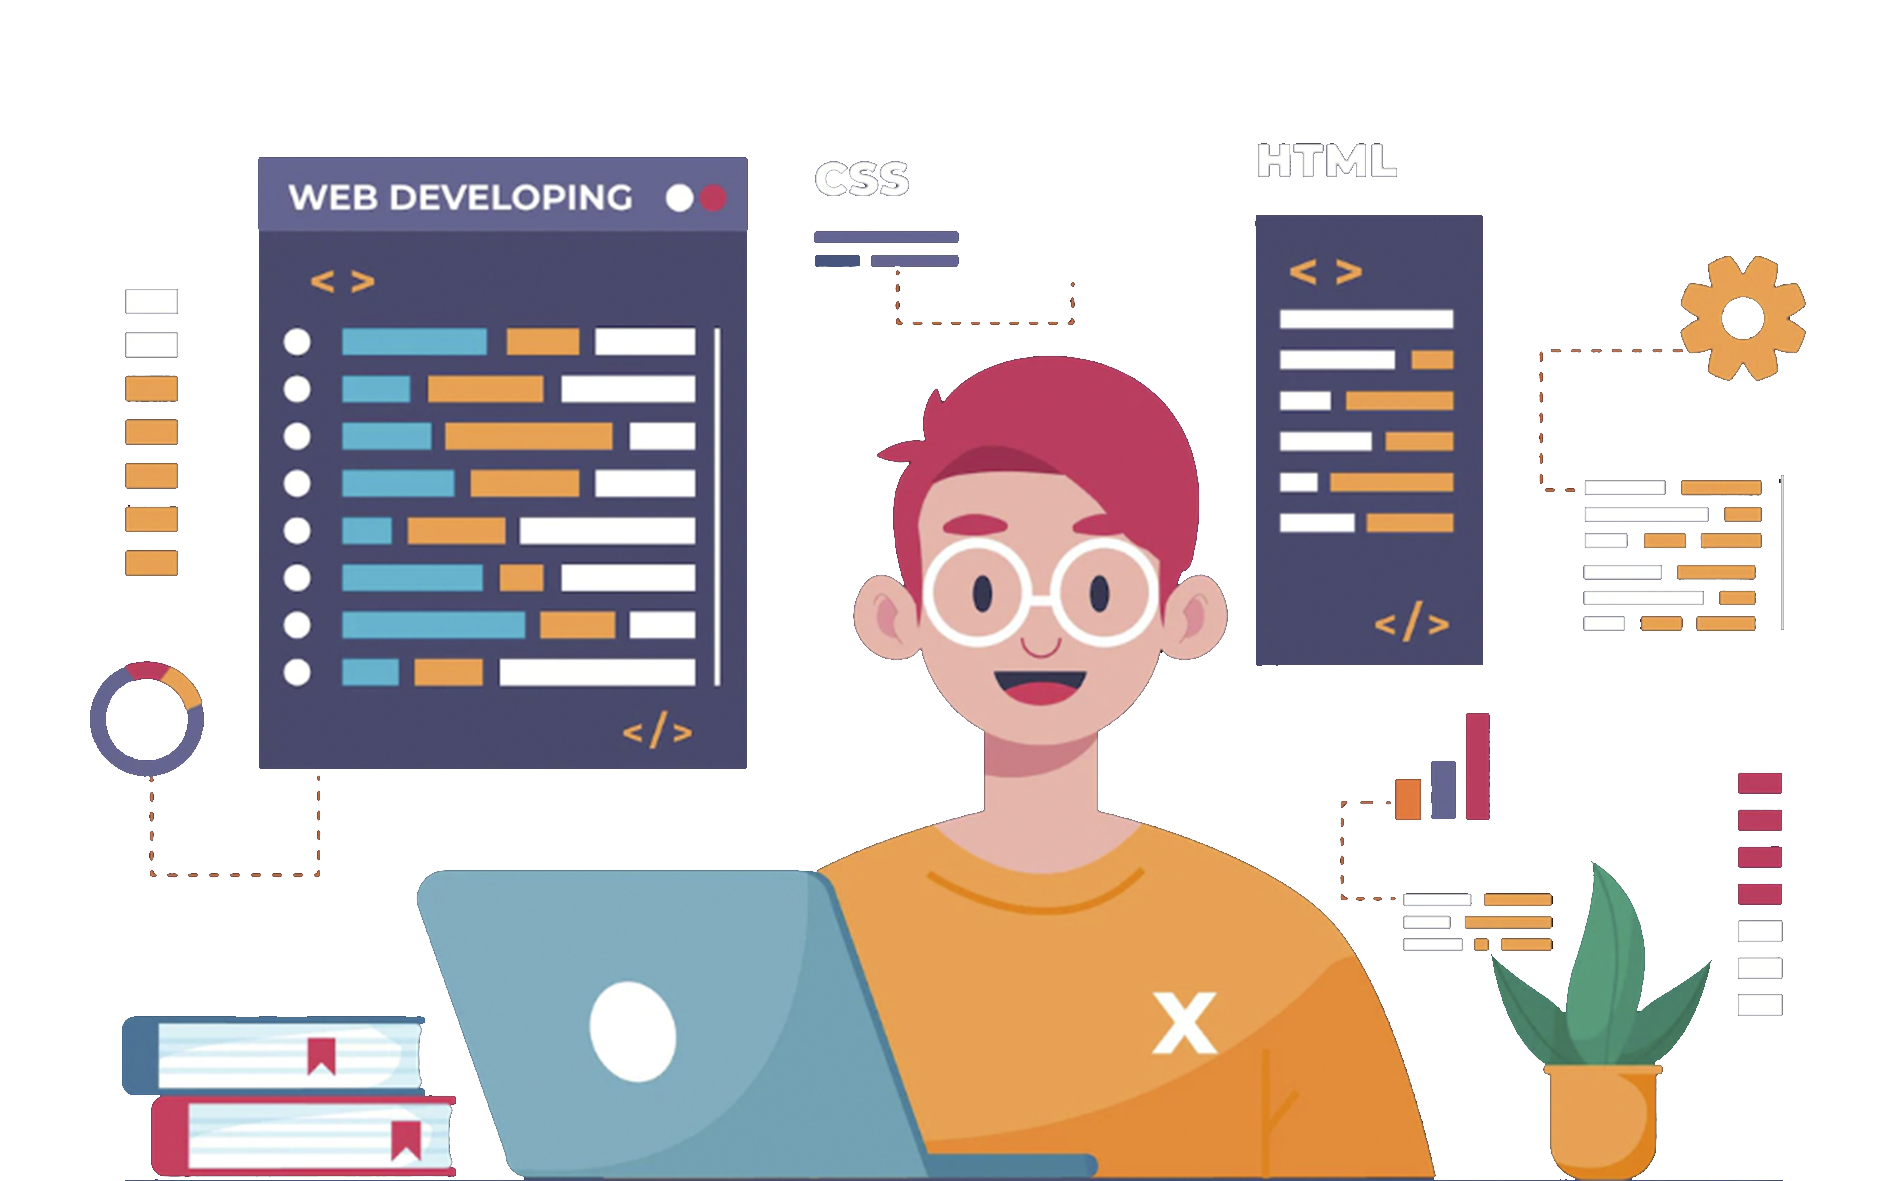 WEB DEVELOPING
CSS
HTML
< >
< >
</>
</>
X